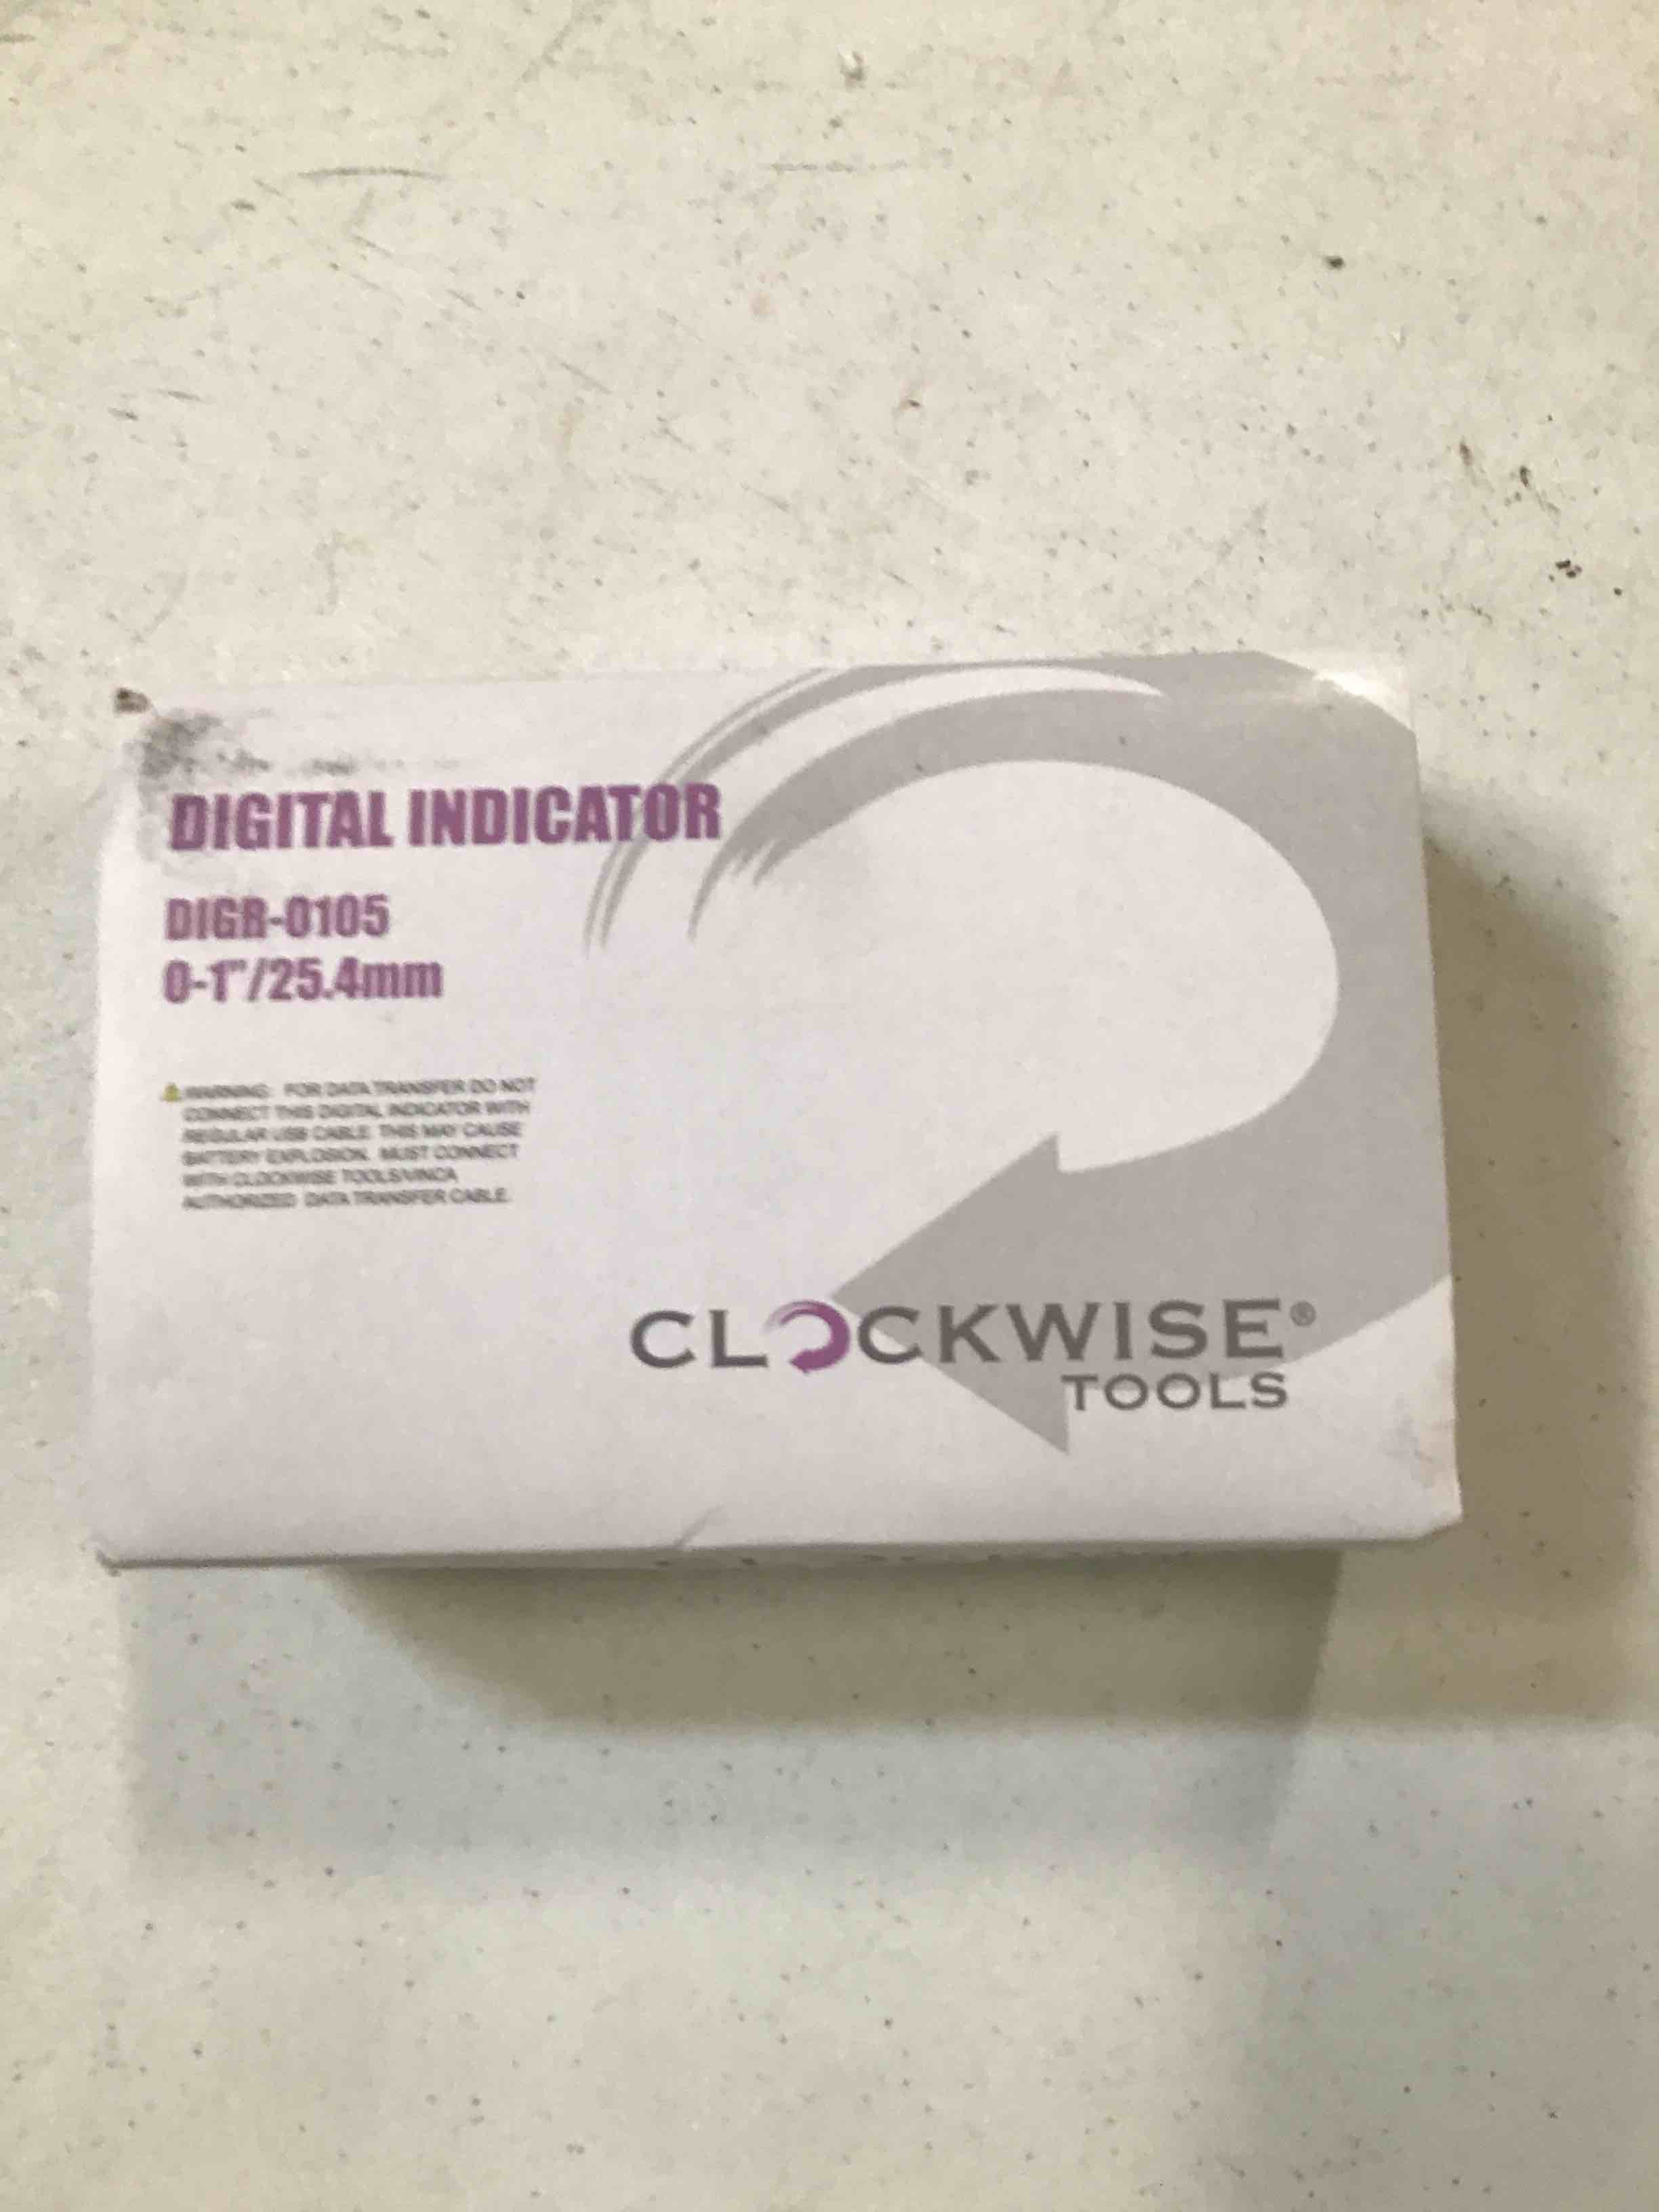 DIGITAL INDICATOR
DIGR-0105
0-1"/25.4mm
WARNING: FOR DATA TRANSFER DO NOT
CONNECT THIS DIGITAL INDICATOR WITH
REGULAR USB CABLE. THIS MAY CAUSE
BATTERY EXPLOSION. MUST CONNECT
WITH CLOCKWISE TOOLS/VINCA
AUTHORIZED DATA TRANSFER CABLE.
CLOCKWISE®
TOOLS